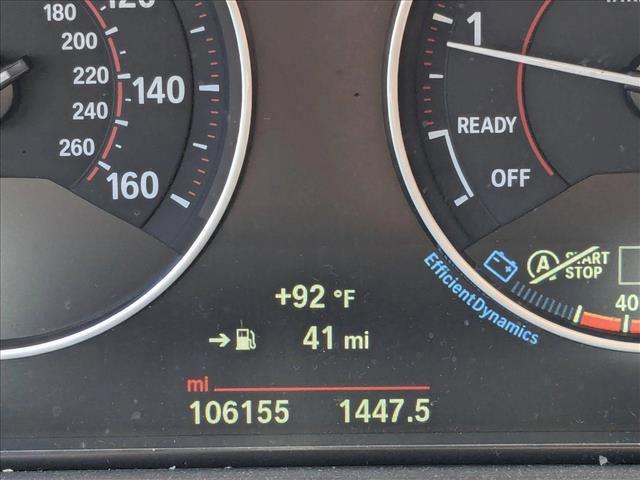 120
180
200
220
240
260
140
160
1
READY
OFF
A START
STOP
EfficientDynamics
40
+92 °F
41 mi
mi
106155 1447.5